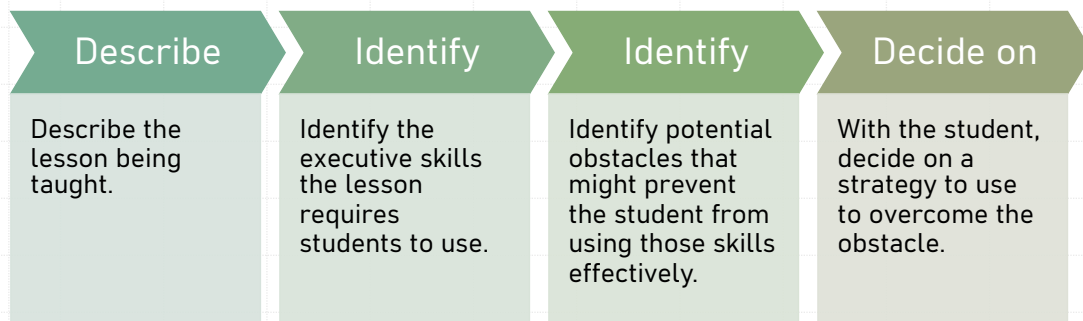 Describe
Describe the
lesson being
taught.
Identify
Identify the
executive skills
the lesson
requires
students to use.
Identify
Identify potential
obstacles that
might prevent
the student from
using those skills
effectively.
Decide on
With the student,
decide on a
strategy to use
to overcome the
obstacle.